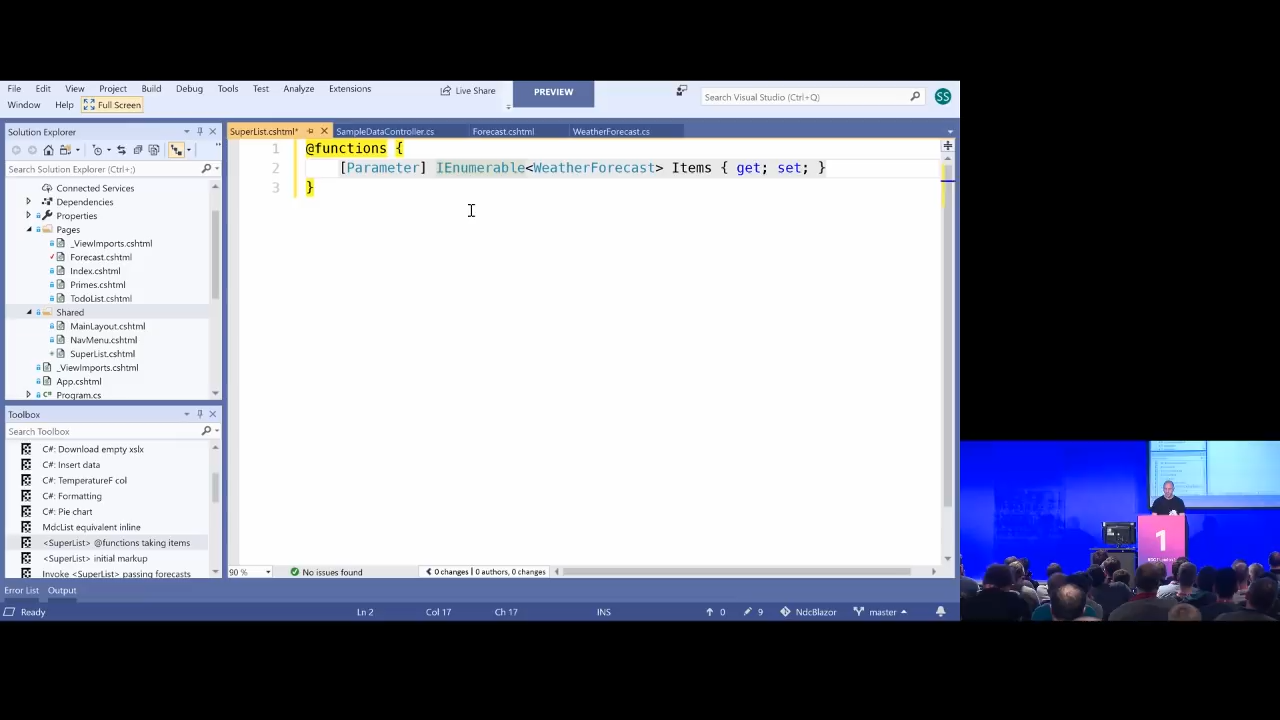 File Edit View Project Build Debug Tools Test Analyze Extensions
Live Share
PREVIEW
Search Visual Studio (Ctrl+Q)
SS
Window Help Full Screen
Solution Explorer
SuperList.cshtml*
SampleDataController.cs
Forecast.cshtml
WeatherForecast.cs
Search Solution Explorer (Ctrl+;)
Connected Services
Dependencies
Properties
Pages
_ViewImports.cshtml
Forecast.cshtml
Index.cshtml
Primes.cshtml
TodoList.cshtml
Shared
MainLayout.cshtml
NavMenu.cshtml
SuperList.cshtml
_ViewImports.cshtml
App.cshtml
C# Program.cs
1 @functions {
2 [Parameter] IEnumerable<WeatherForecast> Items { get; set; }
3 }
Toolbox
Search Toolbox
C#: Download empty xslx
C#: Insert data
C#: TemperatureF col
C#: Formatting
C#: Pie chart
MdcList equivalent inline
<SuperList> @functions taking items
<SuperList> initial markup
Invoke <SuperList> passing forecasts
90 %
No issues found
0 changes | 0 authors, 0 changes
Error List Output
Ready
Ln 2
Col 17
Ch 17
INS
0
9
NdcBlazor
master
1